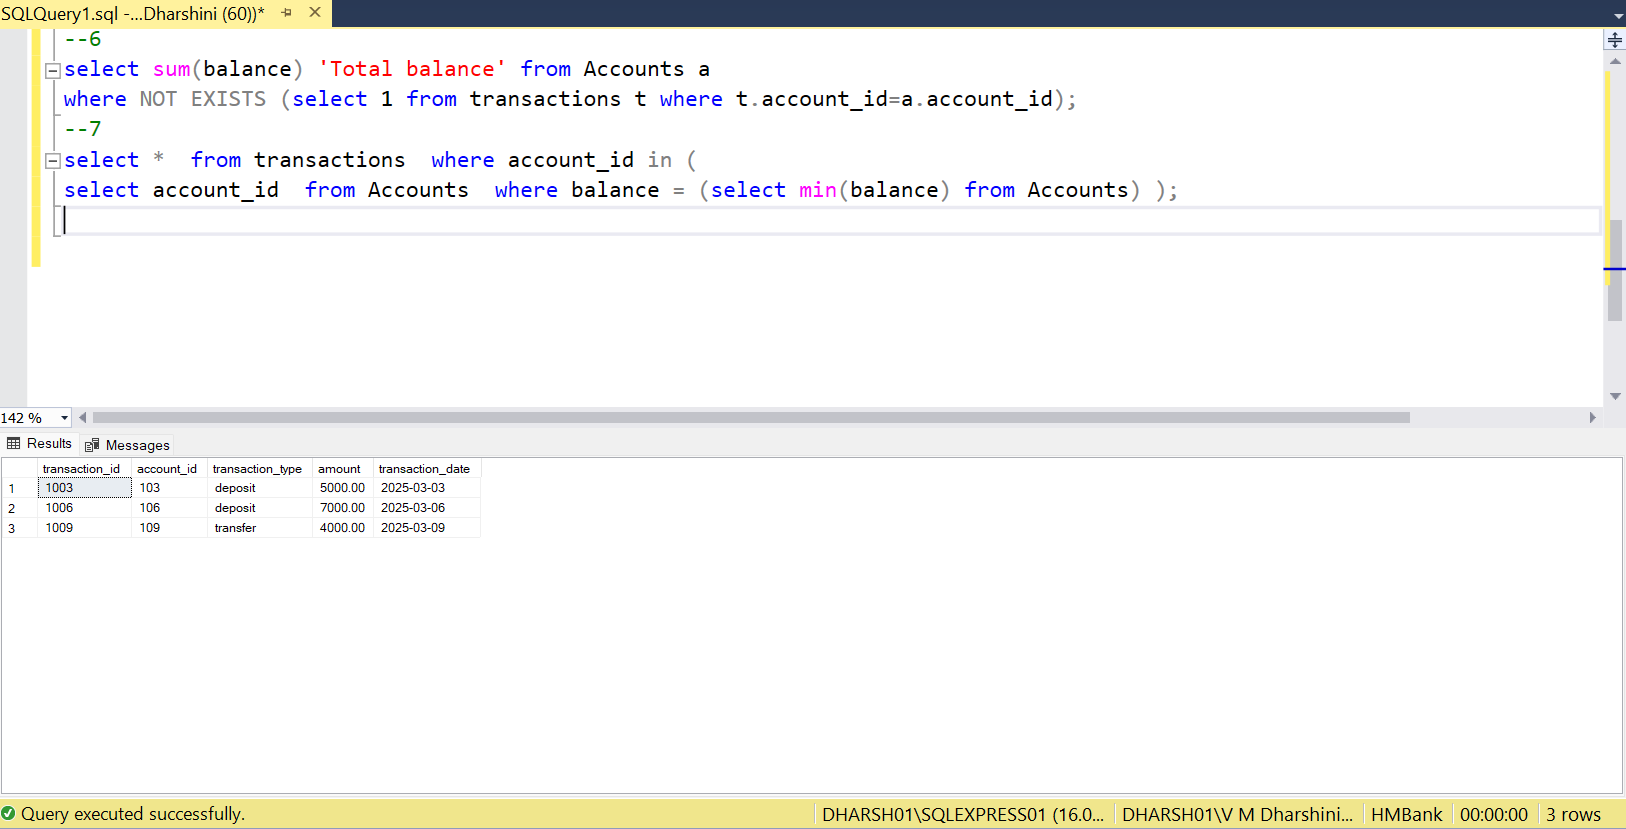 SQLQuery1.sql -...Dharshini (60))*
--6
select sum(balance) 'Total balance' from Accounts a
where NOT EXISTS (select 1 from transactions t where t.account_id=a.account_id);
--7
select *  from transactions  where account_id in (
select account_id  from Accounts  where balance = (select min(balance) from Accounts) );
142 %
Results Messages
transaction_id account_id transaction_type amount transaction_date
1 1003 103 deposit 5000.00 2025-03-03
2 1006 106 deposit 7000.00 2025-03-06
3 1009 109 transfer 4000.00 2025-03-09
Query executed successfully. DHARSH01\SQLEXPRESS01 (16.0... DHARSH01\V M Dharshini... HMBank 00:00:00 3 rows